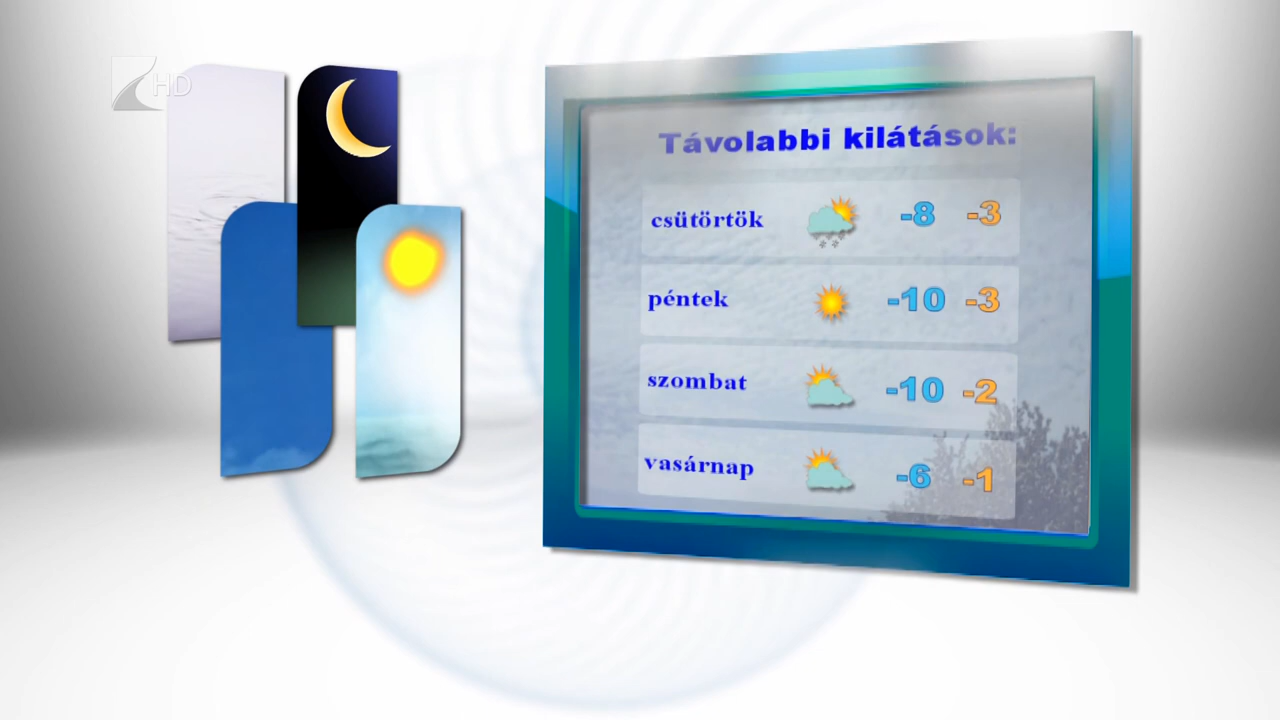 HD
Távolabbi kilátások:
csütörtök -8 -3
péntek -10 -3
szombat -10 -2
vasárnap -6 -1